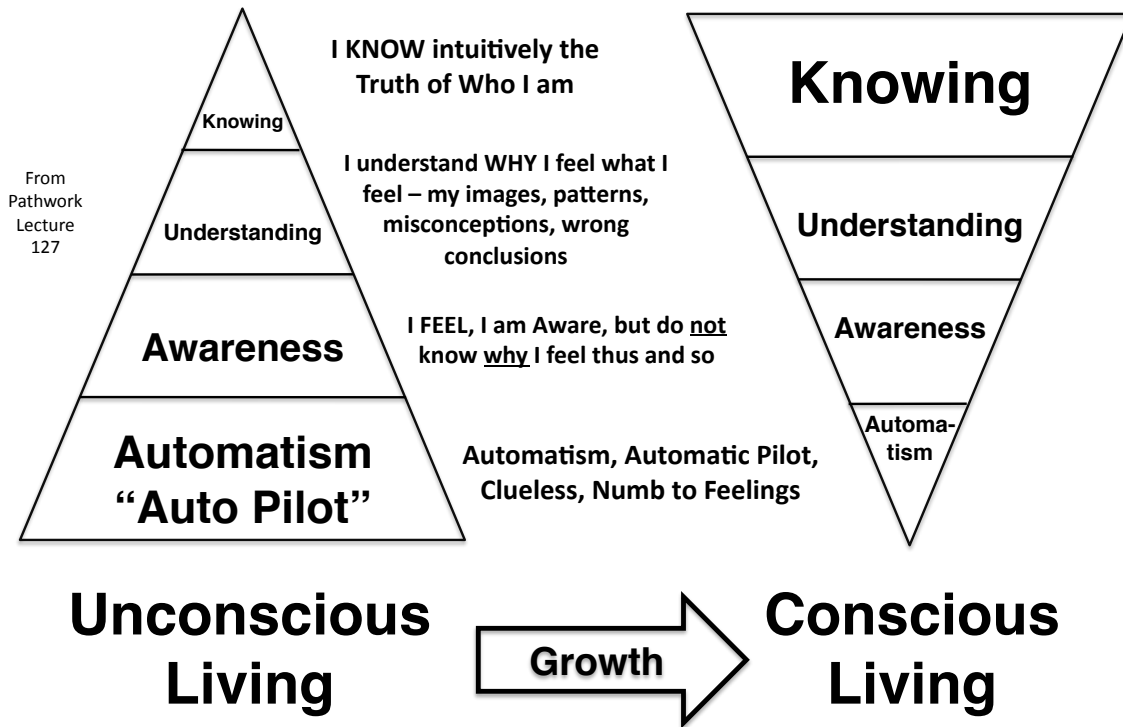 I KNOW intuitively the
Truth of Who I am
Knowing
From
Pathwork
Lecture
127
I understand WHY I feel what I
feel – my images, patterns,
misconceptions, wrong
conclusions
Understanding
I FEEL, I am Aware, but do not
know why I feel thus and so
Awareness
Automatism
“Auto Pilot”
Automatism, Automatic Pilot,
Clueless, Numb to Feelings
Knowing
Understanding
Awareness
Automa-
tism
Unconscious
Living
Growth
Conscious
Living